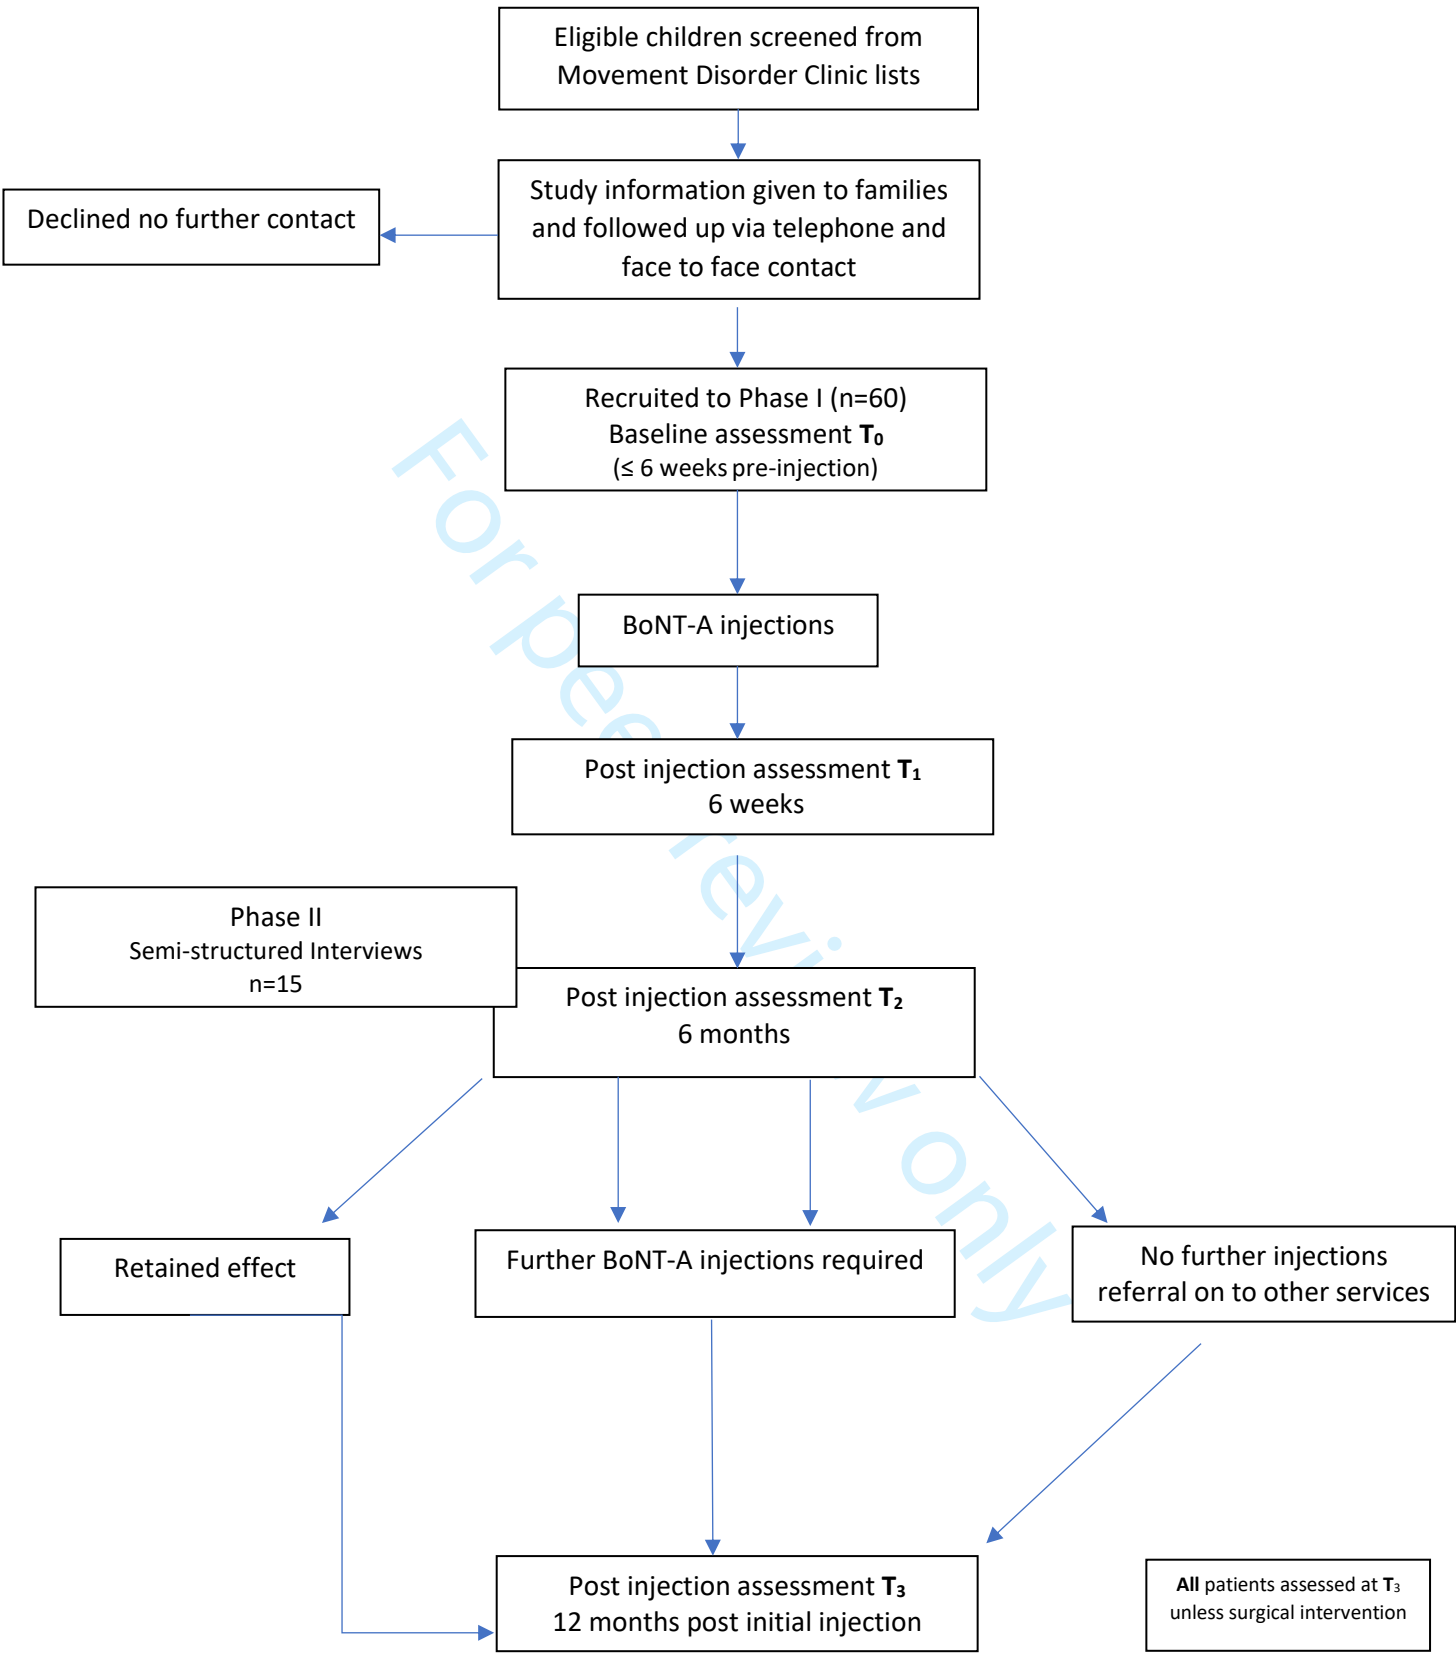 Eligible children screened from
Movement Disorder Clinic lists
Study information given to families
and followed up via telephone and
face to face contact
Declined no further contact
Recruited to Phase I (n=60)
Baseline assessment T₀
(≤ 6 weeks pre-injection)
BoNT-A injections
Post injection assessment T₁
6 weeks
Phase II
Semi-structured Interviews
n=15
Post injection assessment T₂
6 months
Retained effect
Further BoNT-A injections required
No further injections
referral on to other services
Post injection assessment T₃
12 months post initial injection
All patients assessed at T₃
unless surgical intervention
For peer review only